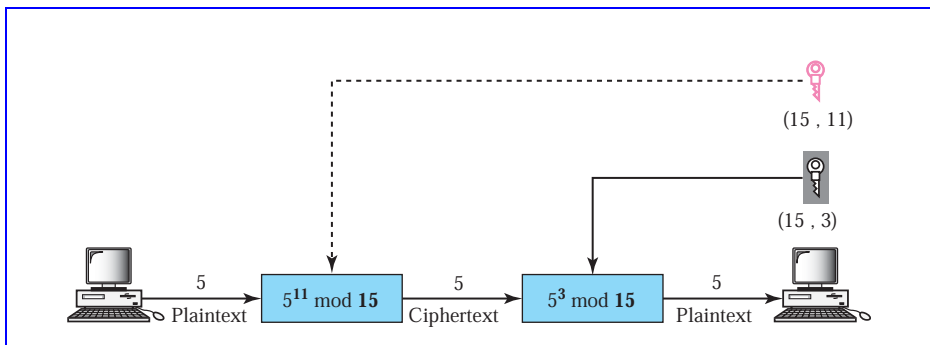 (15 , 11)
(15 , 3)
5
Plaintext
5¹¹ mod 15
5
Ciphertext
5³ mod 15
5
Plaintext